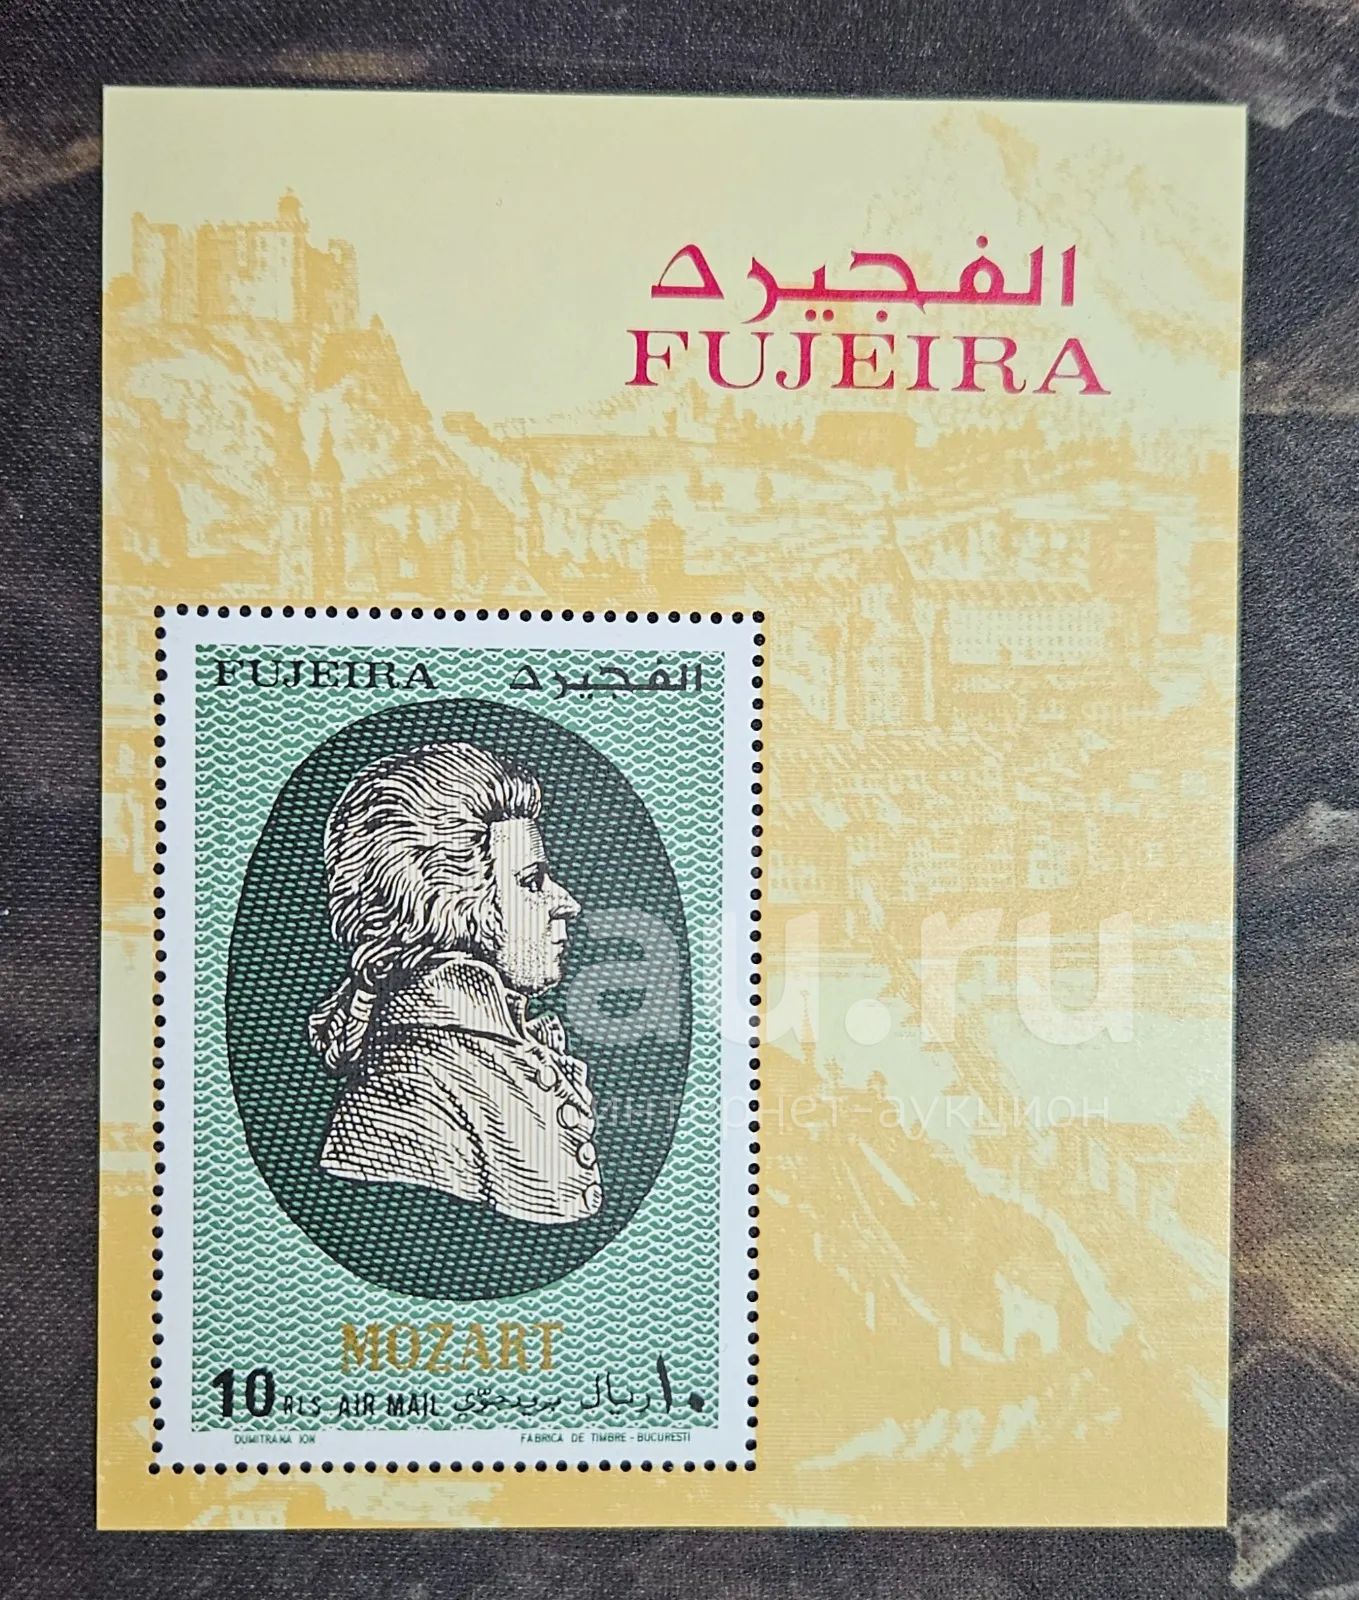 الفجيرة
FUJEIRA
FUJEIRA الفجيرة
MOZART
10 RLS AIR MAIL بريد جوّي ١٠ ريال
DUMITRANA ION FABRICA DE TIMBRE - BUCURESTI
au.ru
интернет-аукцион